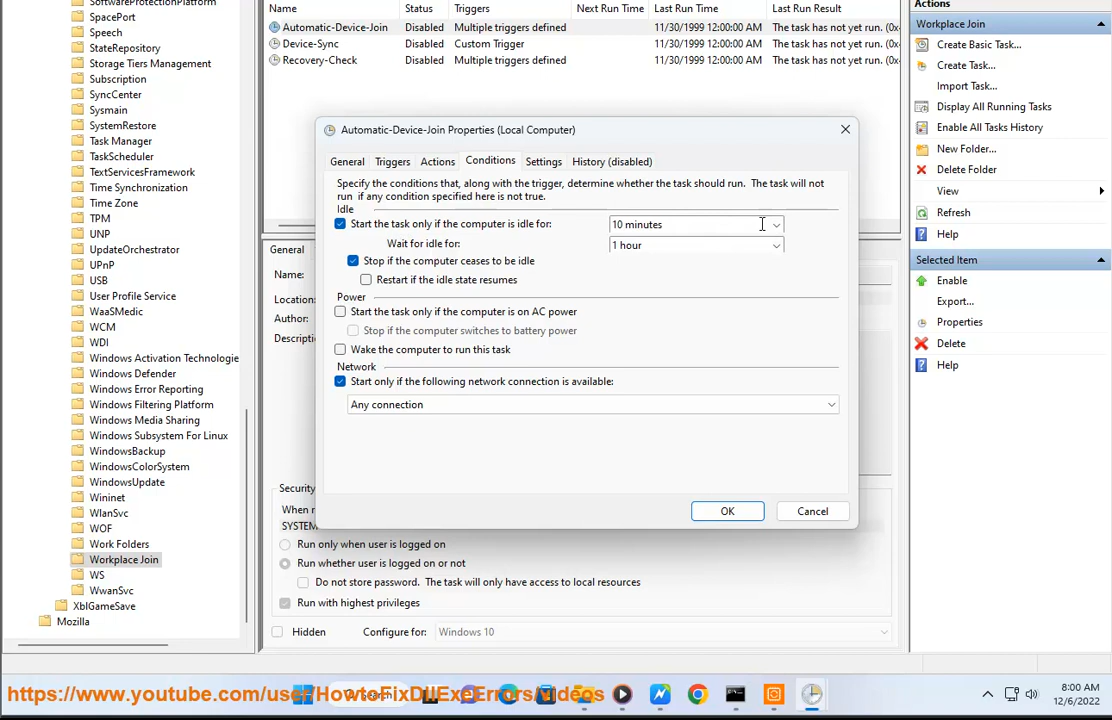 SoftwareProtectionPlatform
SpacePort
Speech
StateRepository
Storage Tiers Management
Subscription
SyncCenter
Sysmain
SystemRestore
Task Manager
TaskScheduler
TextServicesFramework
Time Synchronization
Time Zone
TPM
UNP
UpdateOrchestrator
UPnP
USB
User Profile Service
WaaSMedic
WCM
WDI
Windows Activation Technologie
Windows Defender
Windows Error Reporting
Windows Filtering Platform
Windows Media Sharing
Windows Subsystem For Linux
WindowsBackup
WindowsColorSystem
WindowsUpdate
Wininet
WlanSvc
WOF
Work Folders
Workplace Join
WS
WwanSvc
XblGameSave
Mozilla
Name Status Triggers Next Run Time Last Run Time Last Run Result
Automatic-Device-Join Disabled Multiple triggers defined 11/30/1999 12:00:00 AM The task has not yet run. (0x
Device-Sync Disabled Custom Trigger 11/30/1999 12:00:00 AM The task has not yet run. (0x
Recovery-Check Disabled Multiple triggers defined 11/30/1999 12:00:00 AM The task has not yet run. (0x
General
Name:
Location:
Author:
Descripti
Automatic-Device-Join Properties (Local Computer)
General Triggers Actions Conditions Settings History (disabled)
Specify the conditions that, along with the trigger, determine whether the task should run. The task will not
run if any condition specified here is not true.
Idle
Start the task only if the computer is idle for: 10 minutes
Wait for idle for: 1 hour
Stop if the computer ceases to be idle
Restart if the idle state resumes
Power
Start the task only if the computer is on AC power
Stop if the computer switches to battery power
Wake the computer to run this task
Network
Start only if the following network connection is available:
Any connection
OK Cancel
Security
When r
SYSTEM
Run only when user is logged on
Run whether user is logged on or not
Do not store password. The task will only have access to local resources
Run with highest privileges
Hidden Configure for: Windows 10
Actions
Workplace Join
Create Basic Task...
Create Task...
Import Task...
Display All Running Tasks
Enable All Tasks History
New Folder...
Delete Folder
View
Refresh
Help
Selected Item
Enable
Export...
Properties
Delete
Help
https://www.youtube.com/user/HowtoFixDllExeErrors/videos
8:00 AM
12/6/2022